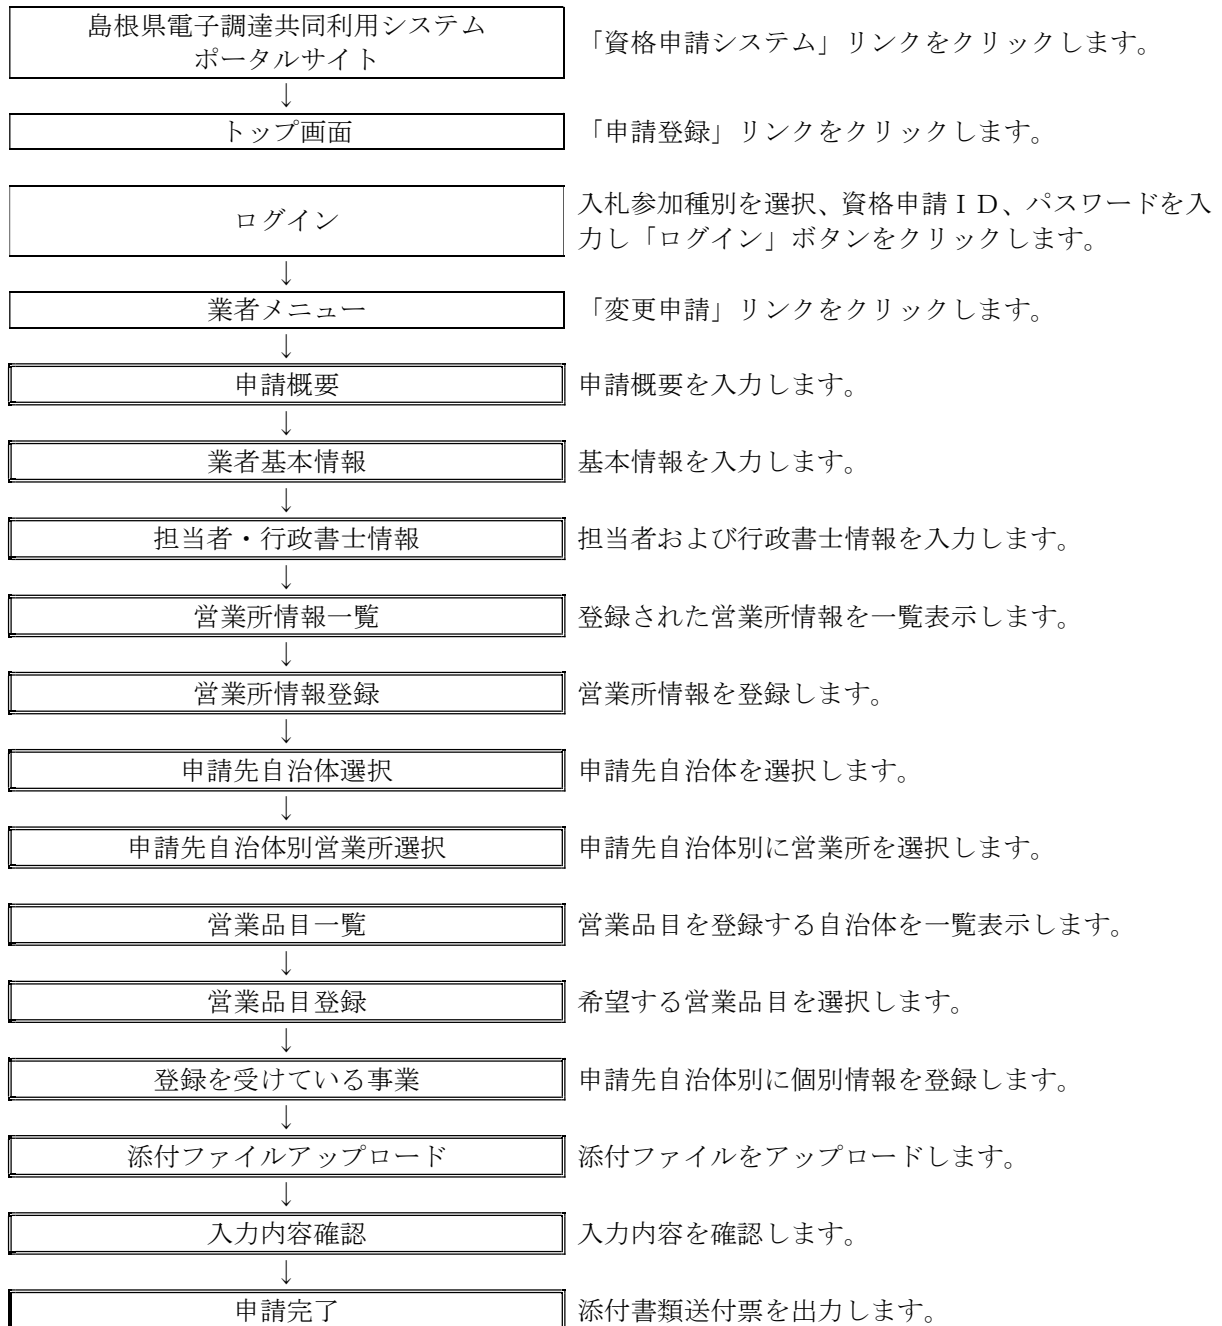 島根県電子調達共同利用システム
ポータルサイト
「資格申請システム」リンクをクリックします。
↓
トップ画面
「申請登録」リンクをクリックします。
ログイン
入札参加種別を選択、資格申請ＩＤ、パスワードを入
力し「ログイン」ボタンをクリックします。
↓
業者メニュー
「変更申請」リンクをクリックします。
↓
申請概要
申請概要を入力します。
↓
業者基本情報
基本情報を入力します。
↓
担当者・行政書士情報
担当者および行政書士情報を入力します。
↓
営業所情報一覧
登録された営業所情報を一覧表示します。
↓
営業所情報登録
営業所情報を登録します。
↓
申請先自治体選択
申請先自治体を選択します。
↓
申請先自治体別営業所選択
申請先自治体別に営業所を選択します。
営業品目一覧
営業品目を登録する自治体を一覧表示します。
↓
営業品目登録
希望する営業品目を選択します。
↓
登録を受けている事業
申請先自治体別に個別情報を登録します。
↓
添付ファイルアップロード
添付ファイルをアップロードします。
↓
入力内容確認
入力内容を確認します。
↓
申請完了
添付書類送付票を出力します。